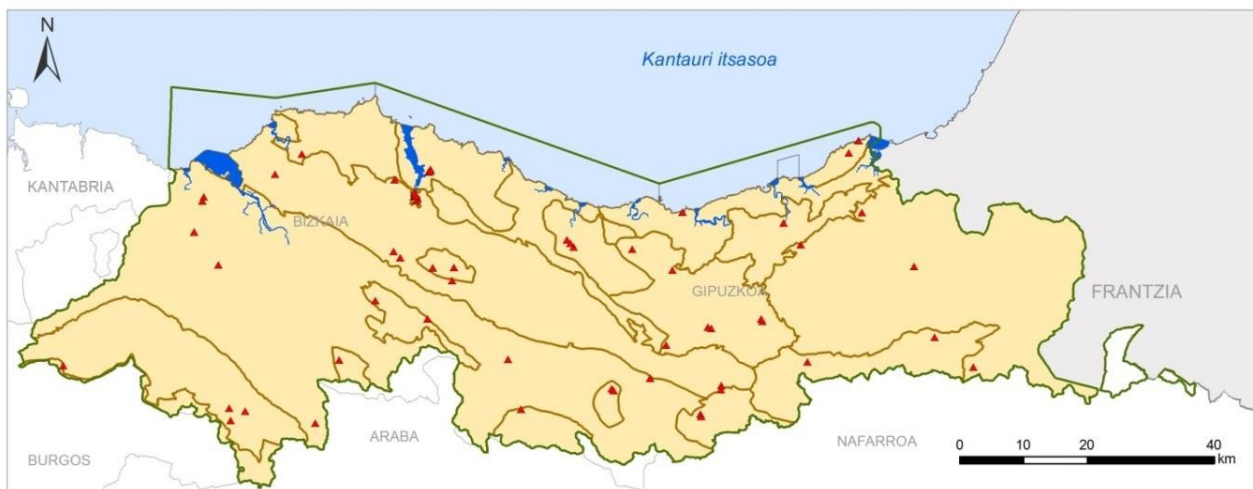 N
Kantauri itsasoa
KANTABRIA
BIZKAIA
GIPUZKOA
FRANTZIA
ARABA
NAFARROA
BURGOS
0 10 20 40
km